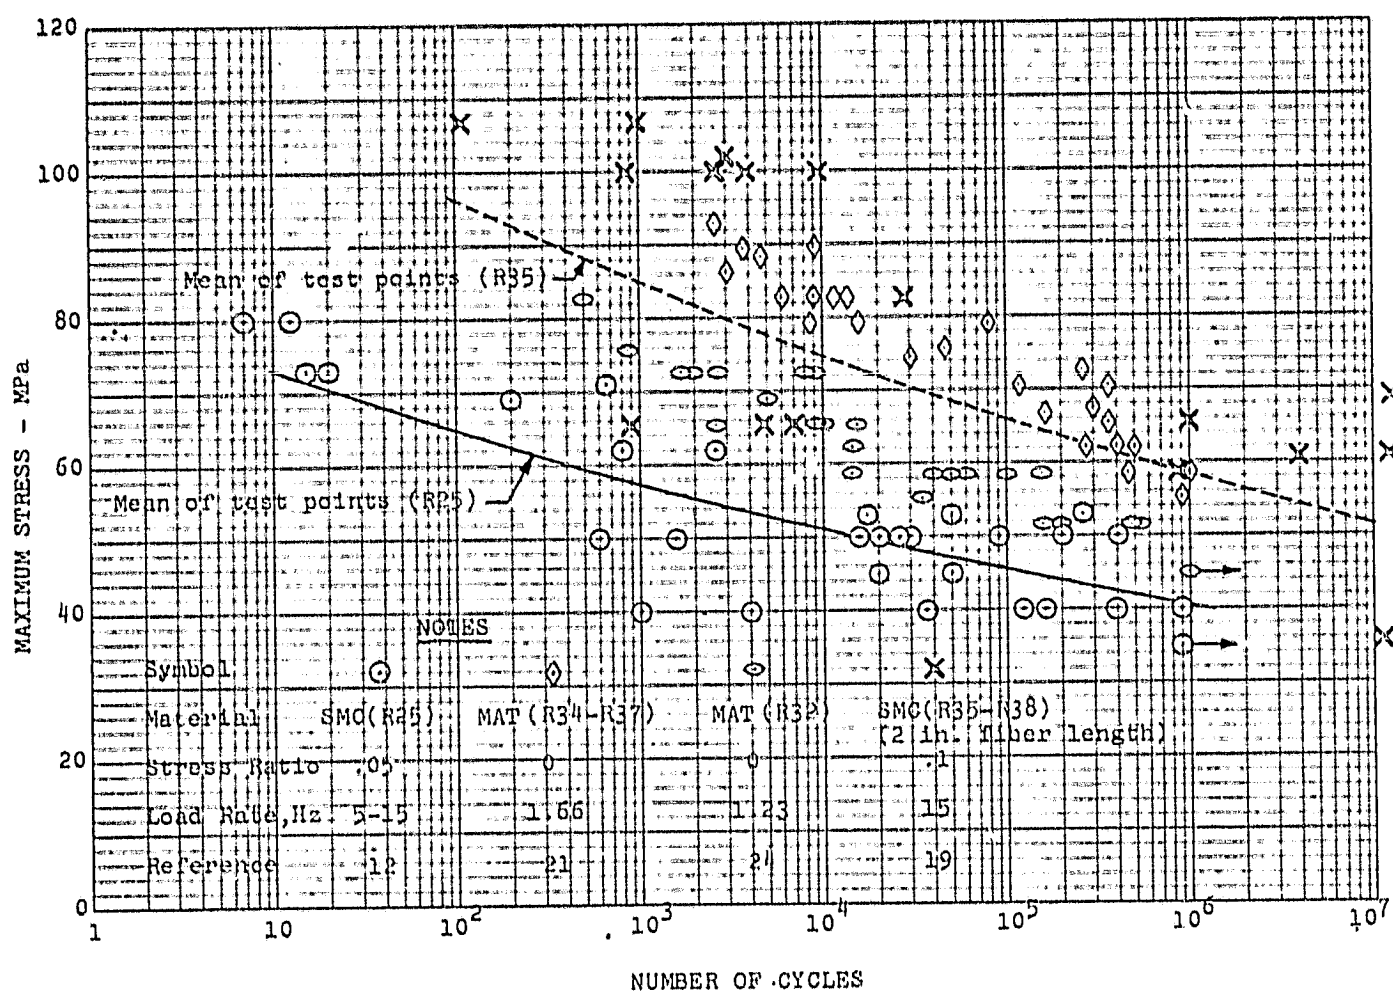 120
100
80
60
40
20
0
MAXIMUM STRESS - MPa
Mean of test points (R35)
Mean of test points (R25)
NOTES
Symbol
Material SMC(R25) MAT(R34-R37) MAT(R32) SMC(R35-R38)
(2 in. fiber length)
Stress Ratio .05 0 0 .1
Load Rate,Hz 5-15 1.66 1.23 15
Reference 12 21 19
1 10 10² 10³ 10⁴ 10⁵ 10⁶ 10⁷
NUMBER OF CYCLES